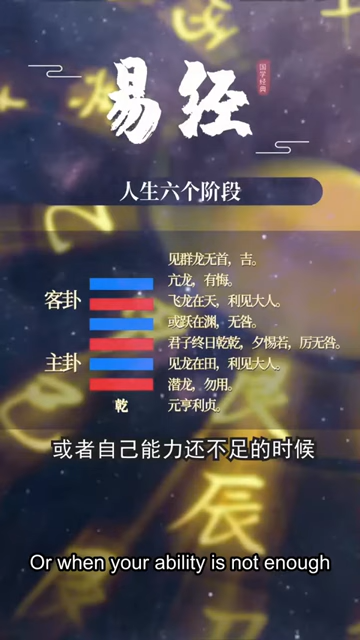 易经
国学经典
人生六个阶段
见群龙无首，吉。
亢龙，有悔。
飞龙在天，利见大人。
或跃在渊，无咎。
君子终日乾乾，夕惕若，厉无咎。
见龙在田，利见大人。
潜龙，勿用。
元亨利贞。
客卦
主卦
乾
或者自己能力还不足的时候
辰
Or when your ability is not enough